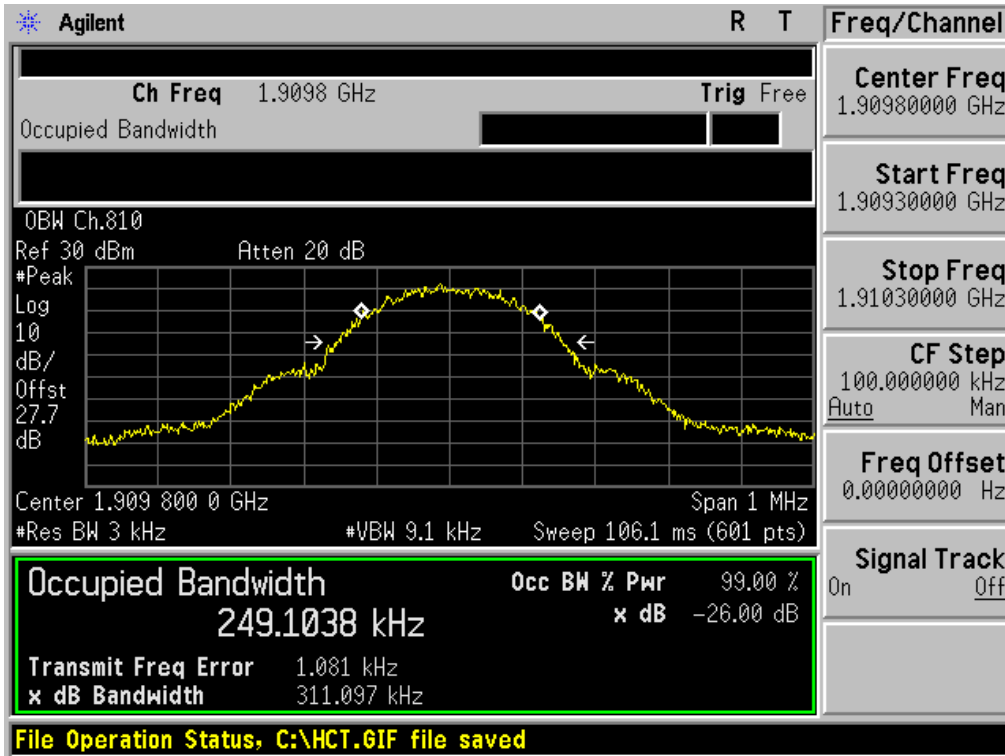 Agilent R T Freq/Channel
Ch Freq 1.9098 GHz Trig Free
Occupied Bandwidth
Center Freq
1.90980000 GHz
Start Freq
1.90930000 GHz
Stop Freq
1.91030000 GHz
CF Step
100.000000 kHz
Auto Man
Freq Offset
0.00000000 Hz
Signal Track
On Off
OBW Ch.810
Ref 30 dBm Atten 20 dB
#Peak
Log
10
dB/
Offst
27.7
dB
Center 1.909 800 0 GHz Span 1 MHz
#Res BW 3 kHz #VBW 9.1 kHz Sweep 106.1 ms (601 pts)
Occupied Bandwidth Occ BW % Pwr 99.00 %
249.1038 kHz x dB -26.00 dB
Transmit Freq Error 1.081 kHz
x dB Bandwidth 311.097 kHz
File Operation Status, C:\HCT.GIF file saved